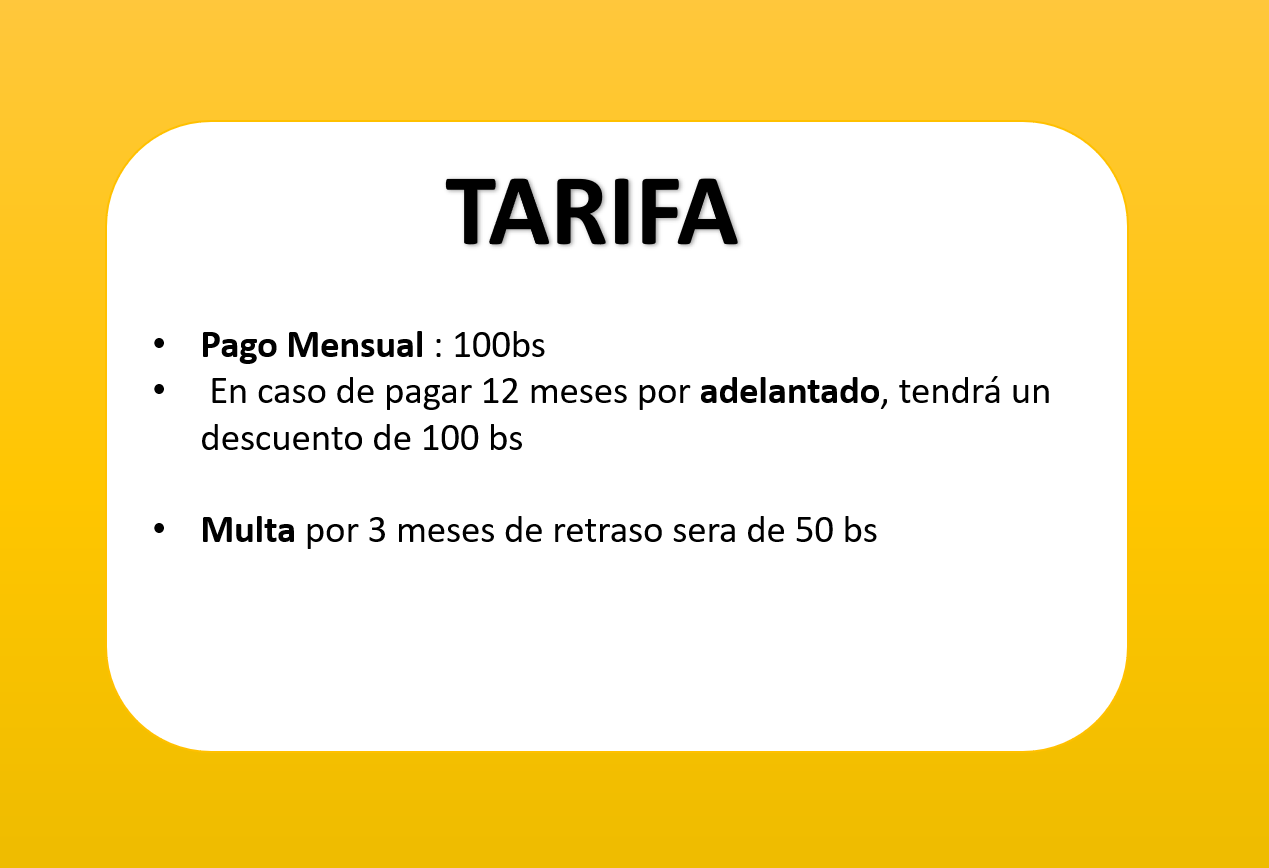 TARIFA
• Pago Mensual : 100bs
• En caso de pagar 12 meses por adelantado, tendrá un
descuento de 100 bs
• Multa por 3 meses de retraso sera de 50 bs